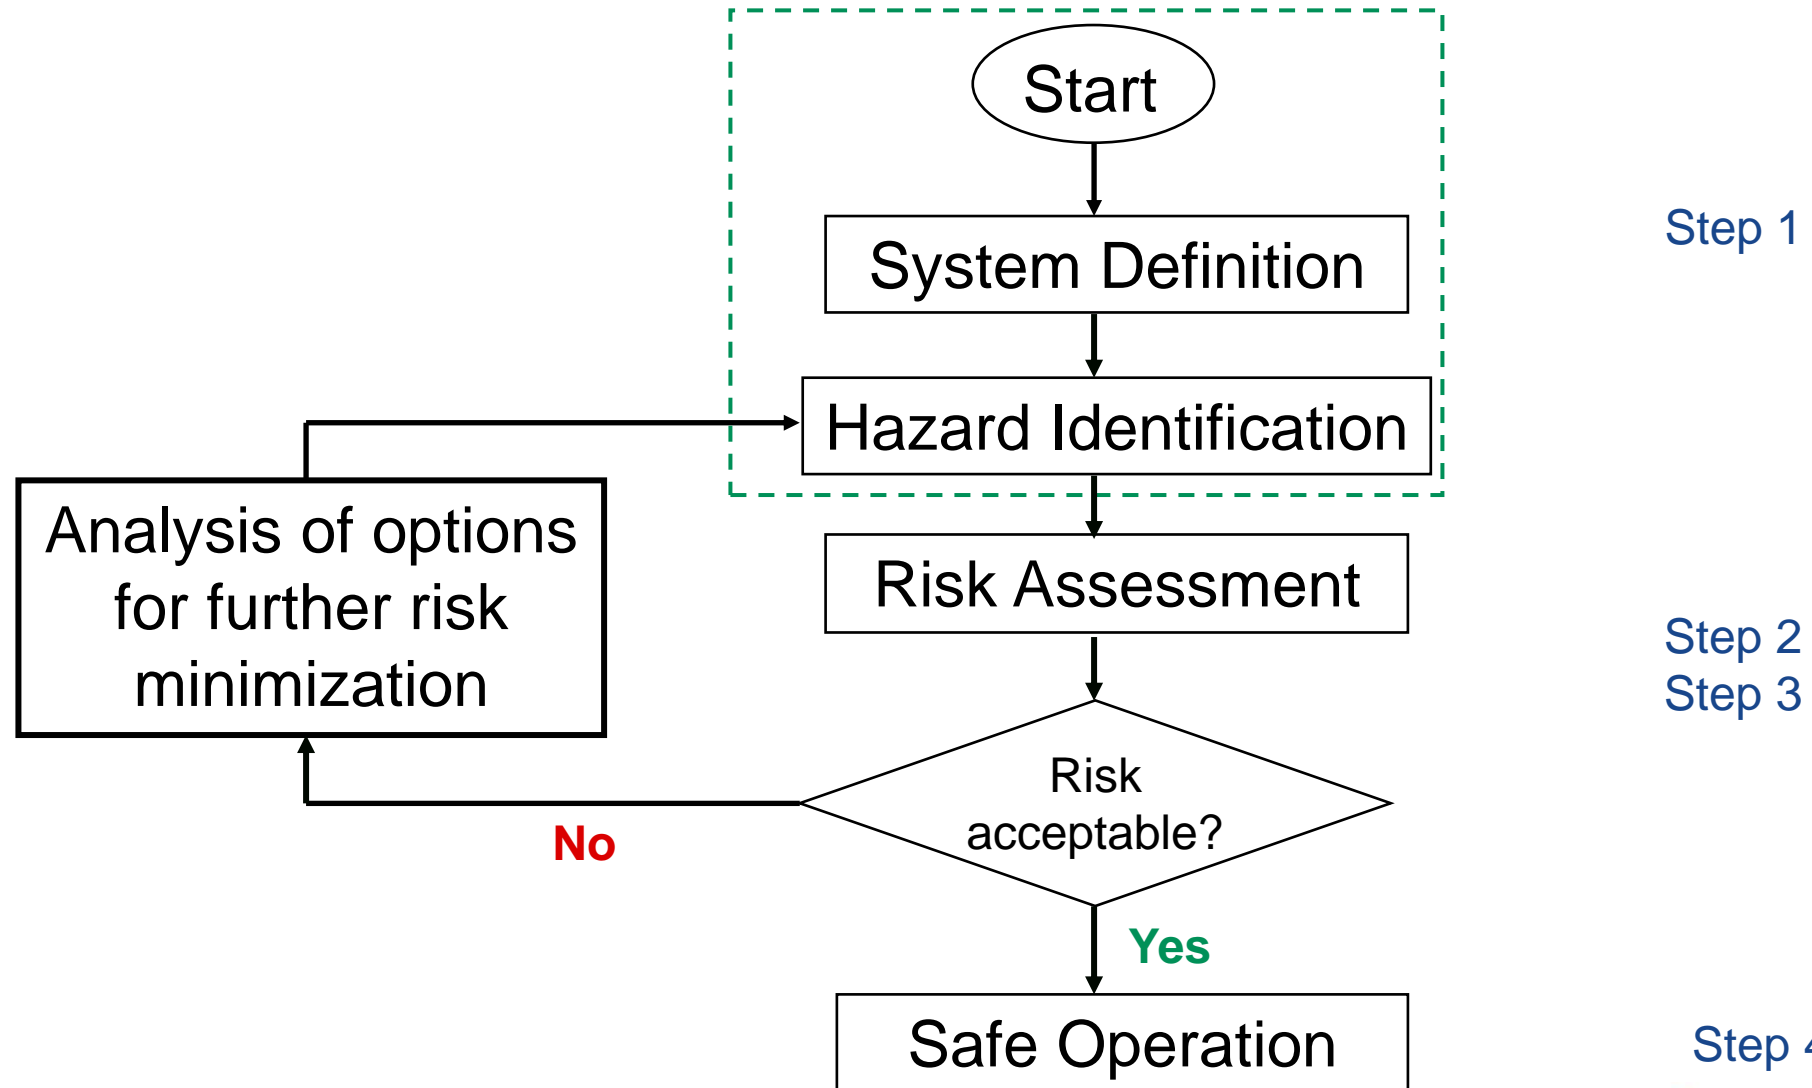 Start
System Definition
Step 1
Hazard Identification
Analysis of options
for further risk
minimization
Risk Assessment
Step 2
Step 3
Risk
acceptable?
No
Yes
Safe Operation
Step 4